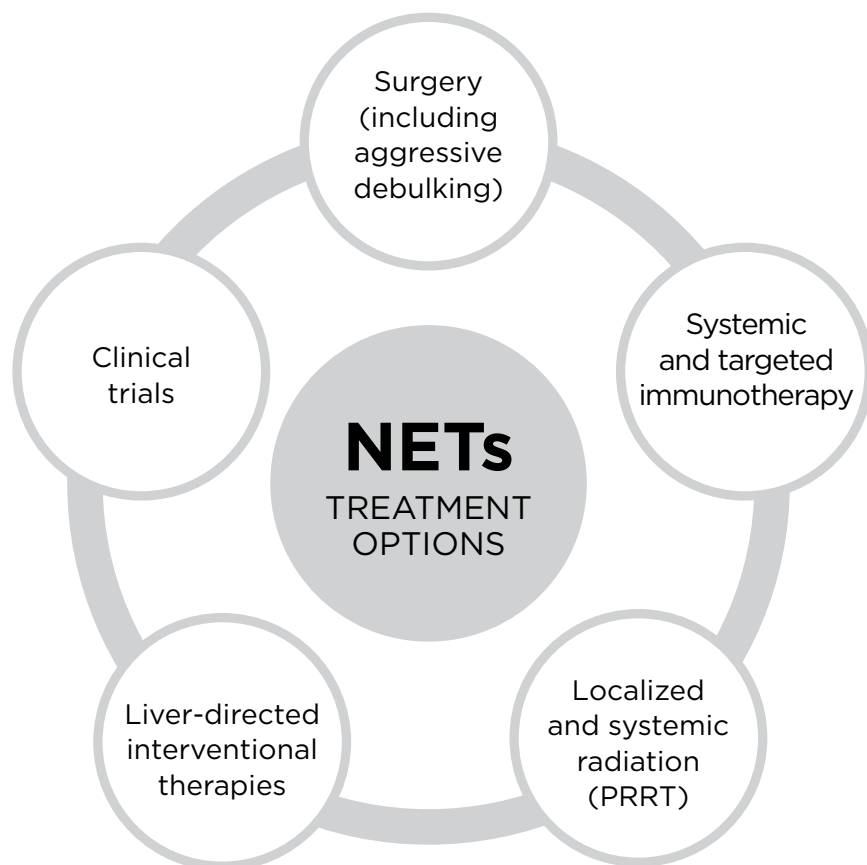 Surgery
(including
aggressive
debulking)
Systemic
and targeted
immunotherapy
Localized
and systemic
radiation
(PRRT)
Liver-directed
interventional
therapies
Clinical
trials
NETs
TREATMENT
OPTIONS